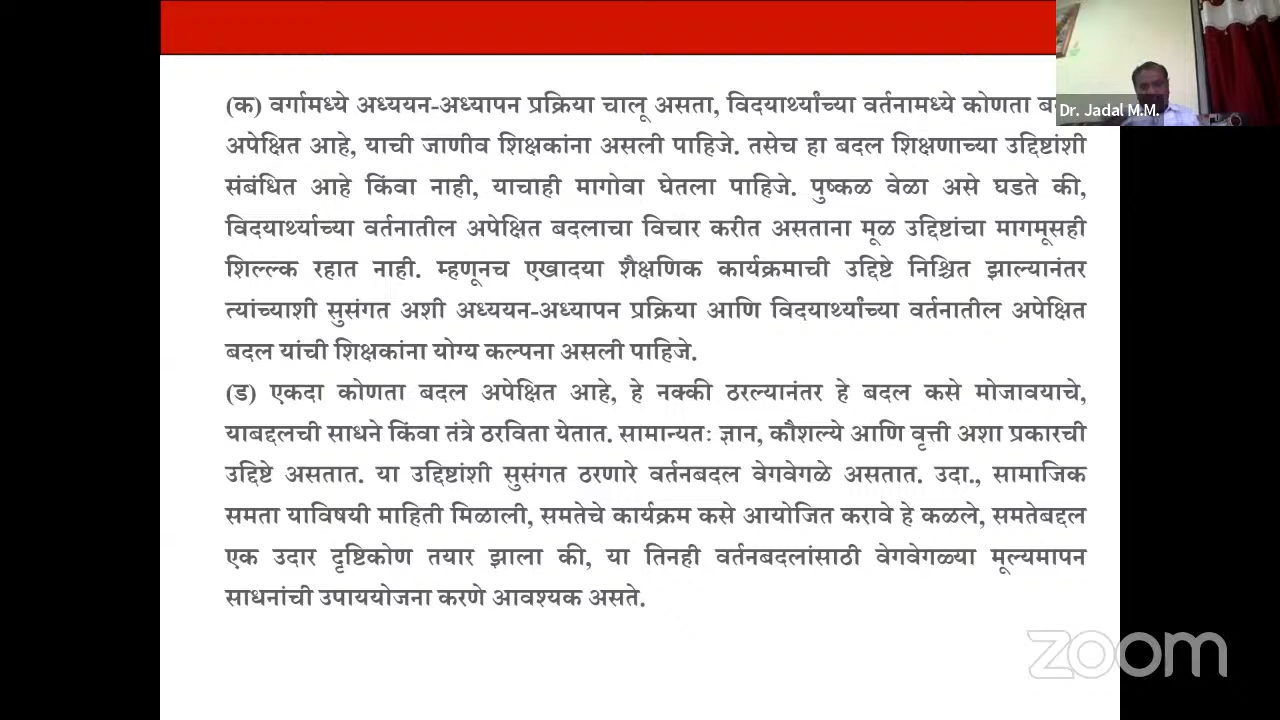 (क) वर्गामध्ये अध्ययन-अध्यापन प्रक्रिया चालू असता, विदयार्थ्यांच्या वर्तनामध्ये कोणता
अपेक्षित आहे, याची जाणीव शिक्षकांना असली पाहिजे. तसेच हा बदल शिक्षणाच्या उद्दिष्टांशी
संबंधित आहे किंवा नाही, याचाही मागोवा घेतला पाहिजे. पुष्कळ वेळा असे घडते की,
विदयार्थ्याच्या वर्तनातील अपेक्षित बदलाचा विचार करीत असताना मूळ उद्दिष्टांचा मागमूसही
शिल्ल्क रहात नाही. म्हणूनच एखादया शैक्षणिक कार्यक्रमाची उद्दिष्टे निश्चित झाल्यानंतर
त्यांच्याशी सुसंगत अशी अध्ययन-अध्यापन प्रक्रिया आणि विदयार्थ्यांच्या वर्तनातील अपेक्षित
बदल यांची शिक्षकांना योग्य कल्पना असली पाहिजे.
(ड) एकदा कोणता बदल अपेक्षित आहे, हे नक्की ठरल्यानंतर हे बदल कसे मोजावयाचे,
याबद्दलची साधने किंवा तंत्रे ठरविता येतात. सामान्यतः ज्ञान, कौशल्ये आणि वृत्ती अशा प्रकारची
उद्दिष्टे असतात. या उद्दिष्टांशी सुसंगत ठरणारे वर्तनबदल वेगवेगळे असतात. उदा., सामाजिक
समता याविषयी माहिती मिळाली, समतेचे कार्यक्रम कसे आयोजित करावे हे कळले, समतेबद्दल
एक उदार दृष्टिकोण तयार झाला की, या तिनही वर्तनबदलांसाठी वेगवेगळ्या मूल्यमापन
साधनांची उपाययोजना करणे आवश्यक असते.
Dr. Jadal M.M.
zoom